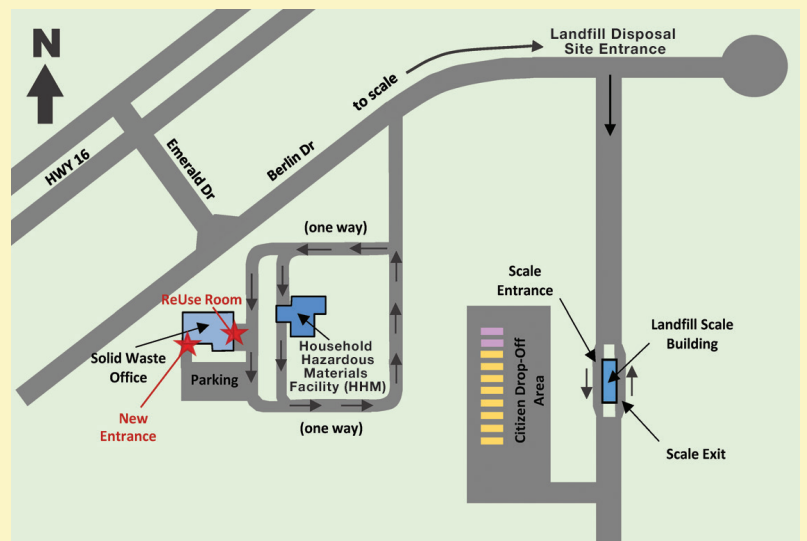 N
HWY 16
Emerald Dr
Berlin Dr
to scale
Landfill Disposal
Site Entrance
(one way)
ReUse Room
Solid Waste
Office
Parking
New
Entrance
Household
Hazardous
Materials
Facility (HHM)
(one way)
Citizen Drop-Off
Area
Scale
Entrance
Landfill Scale
Building
Scale Exit